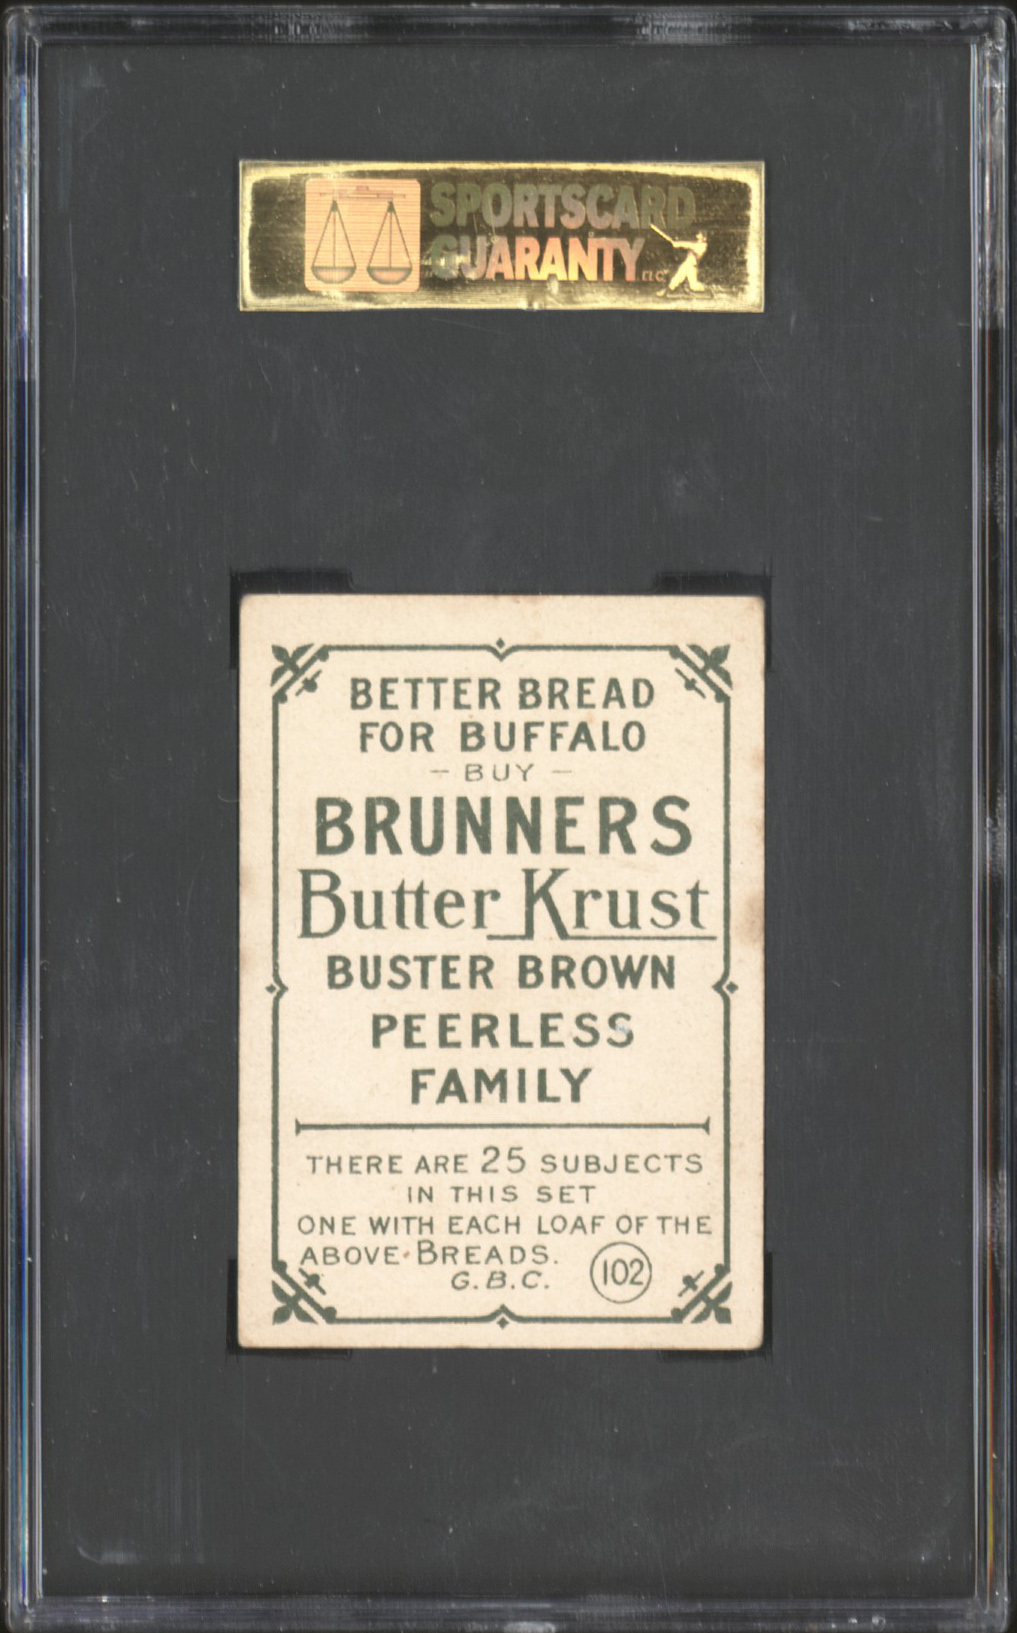 SPORTSCARD
GUARANTY LLC
BETTER BREAD
FOR BUFFALO
- BUY -
BRUNNERS
Butter Krust
BUSTER BROWN
PEERLESS
FAMILY
THERE ARE 25 SUBJECTS
IN THIS SET
ONE WITH EACH LOAF OF THE
ABOVE BREADS.
G.B.C. 102